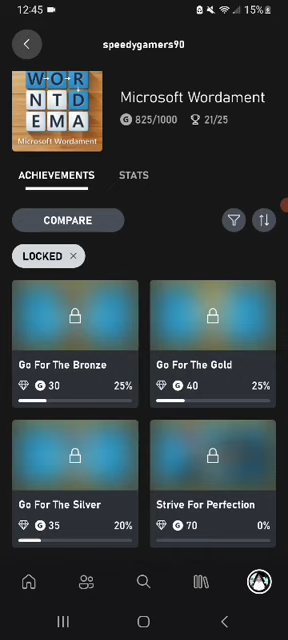 12:45
15%
speedygamers90
WOR
NTD
EMA
Microsoft Wordament
Microsoft Wordament
G 825/1000 21/25
ACHIEVEMENTS STATS
COMPARE
LOCKED ×
Go For The Bronze
G 30 25%
Go For The Gold
G 40 25%
Go For The Silver
G 35 20%
Strive For Perfection
G 70 0%